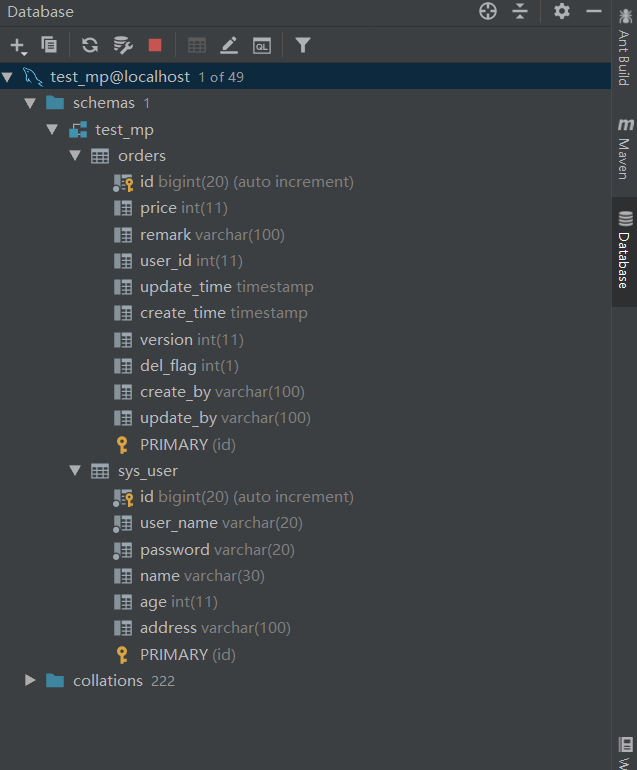 Database
QL
test_mp@localhost 1 of 49
schemas 1
test_mp
orders
id bigint(20) (auto increment)
price int(11)
remark varchar(100)
user_id int(11)
update_time timestamp
create_time timestamp
version int(11)
del_flag int(1)
create_by varchar(100)
update_by varchar(100)
PRIMARY (id)
sys_user
id bigint(20) (auto increment)
user_name varchar(20)
password varchar(20)
name varchar(30)
age int(11)
address varchar(100)
PRIMARY (id)
collations 222
Ant Build
m Maven
Database